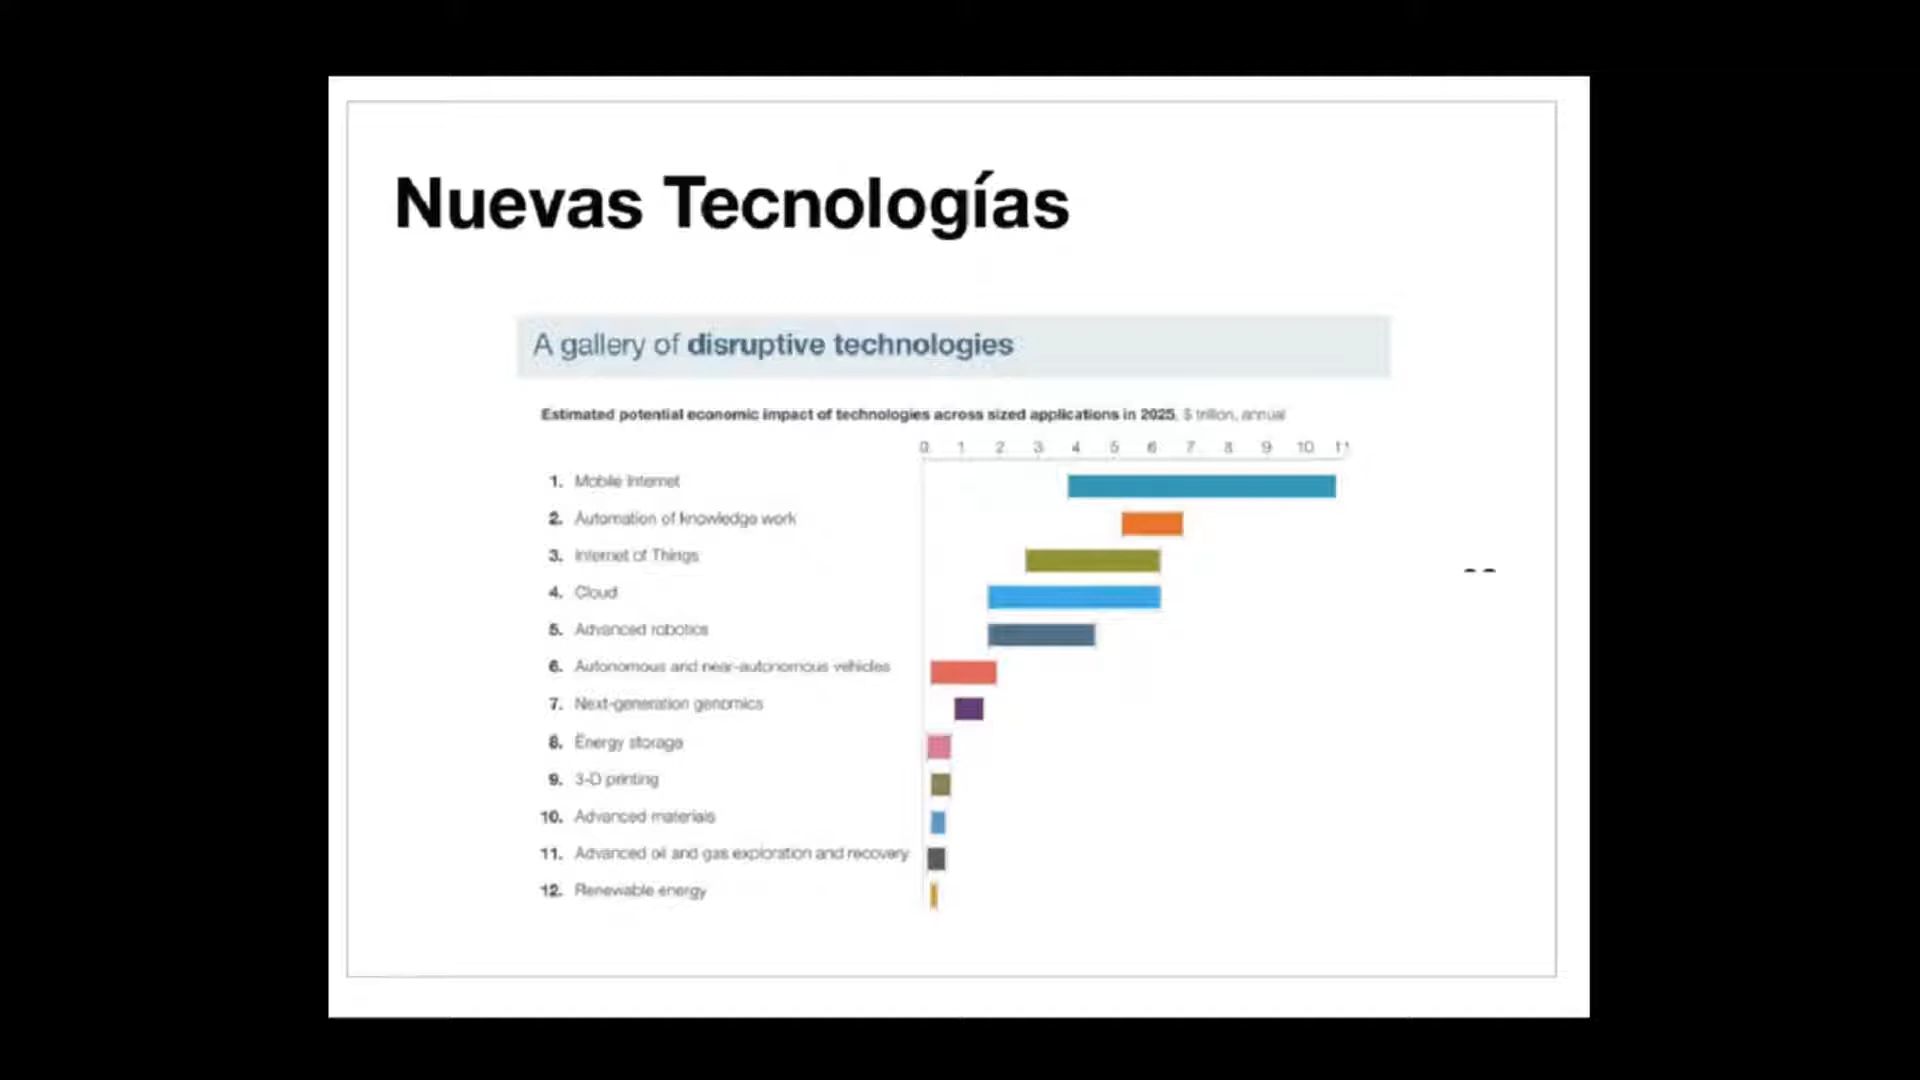 Nuevas Tecnologías
A gallery of disruptive technologies
Estimated potential economic impact of technologies across sized applications in 2025, $ trillion, annual
0 1 2 3 4 5 6 7 8 9 10 11
1. Mobile Internet
2. Automation of knowledge work
3. Internet of Things
4. Cloud
5. Advanced robotics
6. Autonomous and near-autonomous vehicles
7. Next-generation genomics
8. Energy storage
9. 3-D printing
10. Advanced materials
11. Advanced oil and gas exploration and recovery
12. Renewable energy